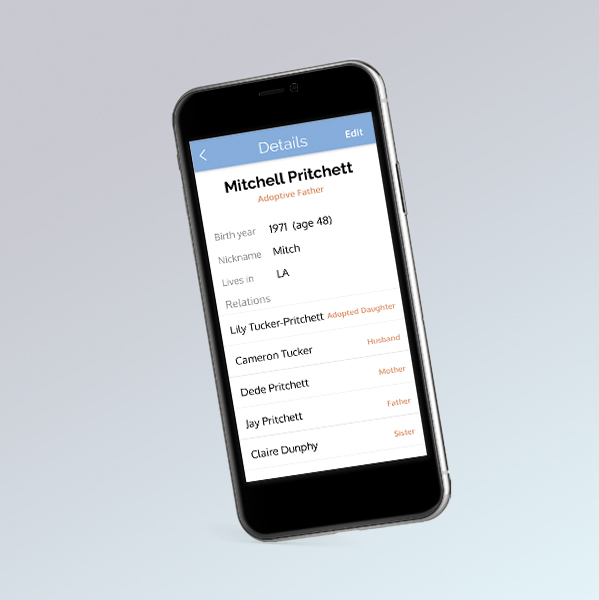 Details Edit
Mitchell Pritchett
Adoptive Father
Birth year 1971 (age 48)
Nickname Mitch
Lives in LA
Relations
Lily Tucker-Pritchett Adopted Daughter
Cameron Tucker Husband
Dede Pritchett Mother
Jay Pritchett Father
Claire Dunphy Sister